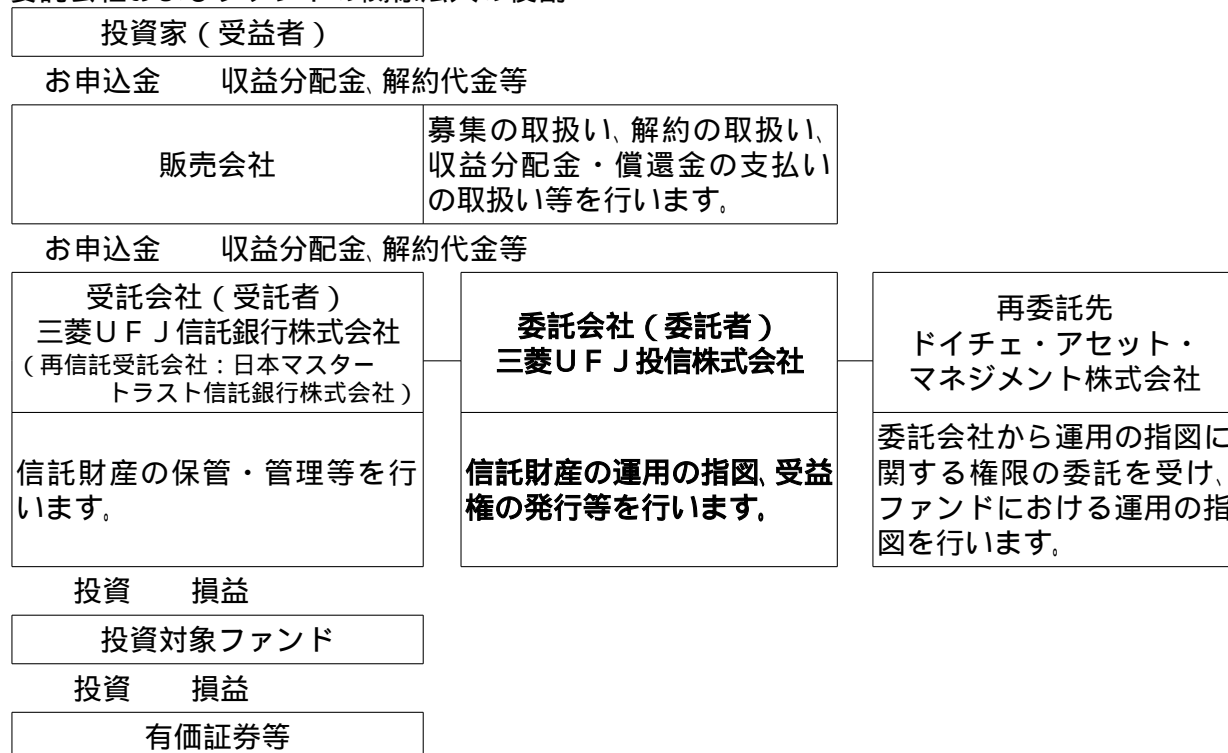 投資家（受益者）
お申込金　　収益分配金、解約代金等
販売会社
募集の取扱い、解約の取扱い、
収益分配金・償還金の支払い
の取扱い等を行います。
お申込金　　収益分配金、解約代金等
受託会社（受託者）
三菱ＵＦＪ信託銀行株式会社
（再信託受託会社：日本マスター
トラスト信託銀行株式会社）
委託会社（委託者）
三菱ＵＦＪ投信株式会社
再委託先
ドイチェ・アセット・
マネジメント株式会社
信託財産の保管・管理等を行
います。
信託財産の運用の指図、受益
権の発行等を行います。
委託会社から運用の指図に
関する権限の委託を受け、
ファンドにおける運用の指
図を行います。
投資　　損益
投資対象ファンド
投資　　損益
有価証券等